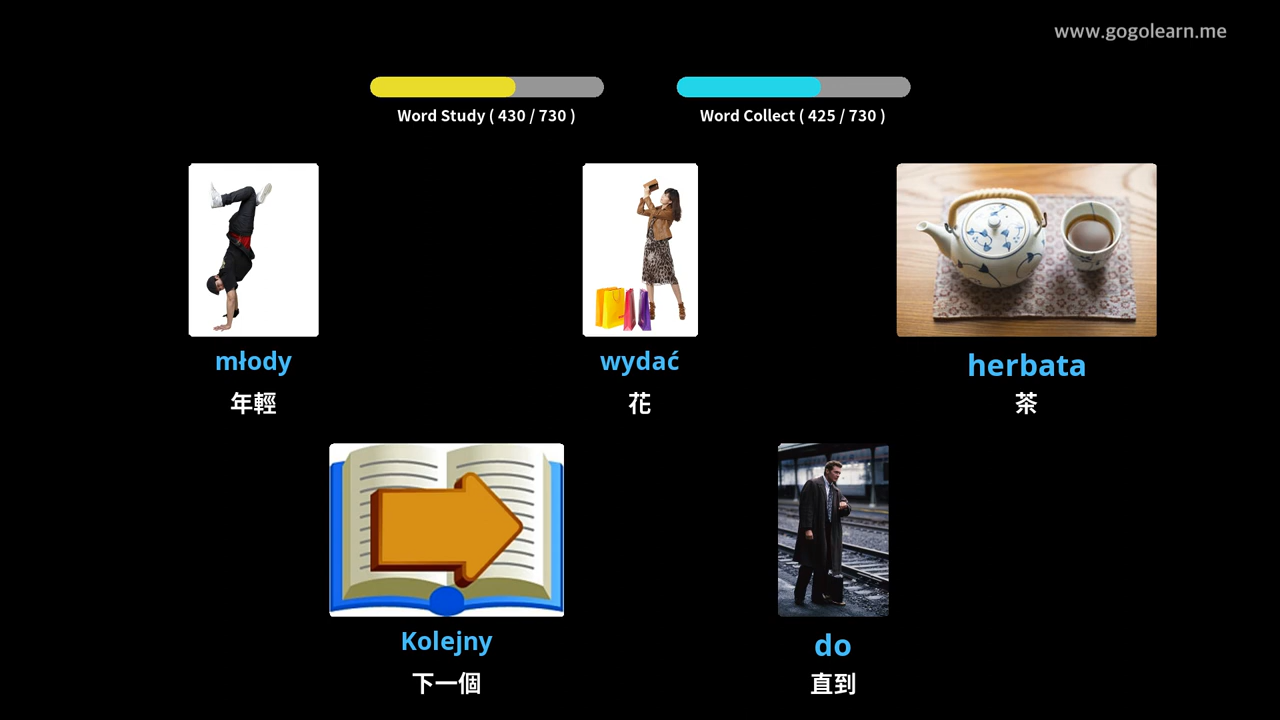 www.gogolearn.me
Word Study ( 430 / 730 )
Word Collect ( 425 / 730 )
młody
年輕
wydać
花
herbata
茶
Kolejny
下一個
do
直到